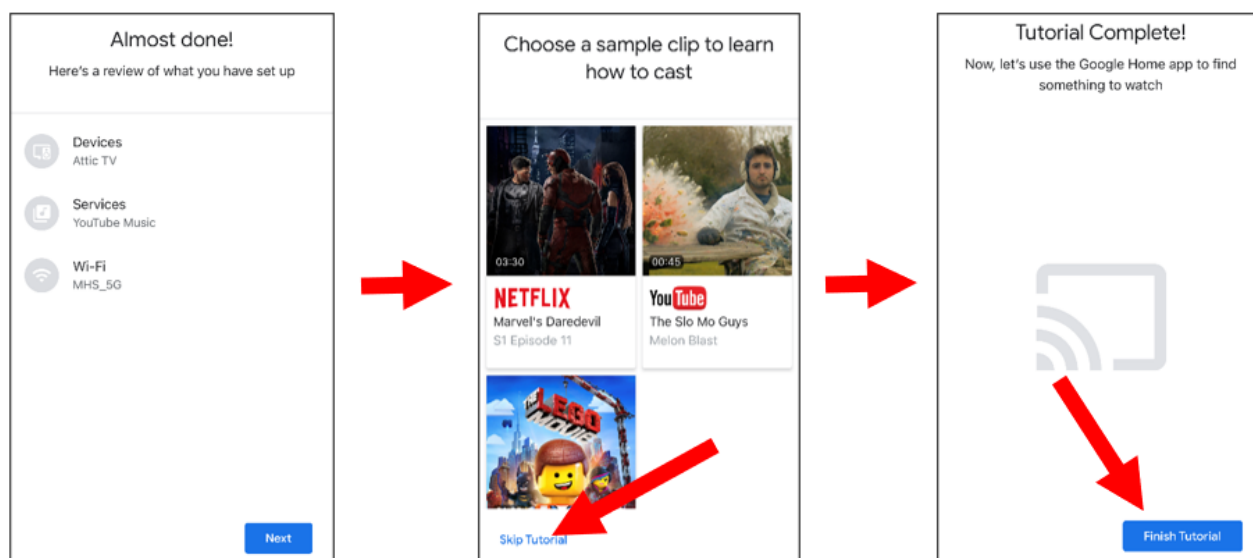 Almost done!
Here's a review of what you have set up
Devices
Attic TV
Services
YouTube Music
Wi-Fi
MHS_5G
Next
Choose a sample clip to learn
how to cast
03:30
NETFLIX
Marvel's Daredevil
S1 Episode 11
00:45
YouTube
The Slo Mo Guys
Melon Blast
THE LEGO
MOVIE
Skip Tutorial
Tutorial Complete!
Now, let's use the Google Home app to find
something to watch
Finish Tutorial